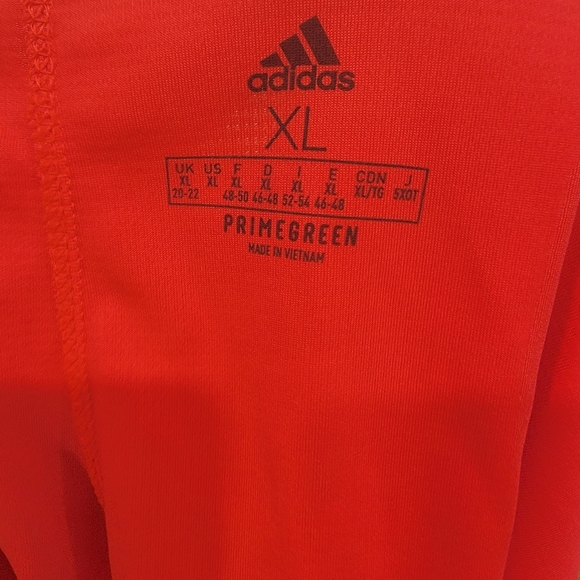 adidas
XL
UK US F D I E CDN J
XL XL XL XL XL XL XL/TG 5XOT
20-22 48-50 46-48 52-54 46-48
PRIMEGREEN
MADE IN VIETNAM